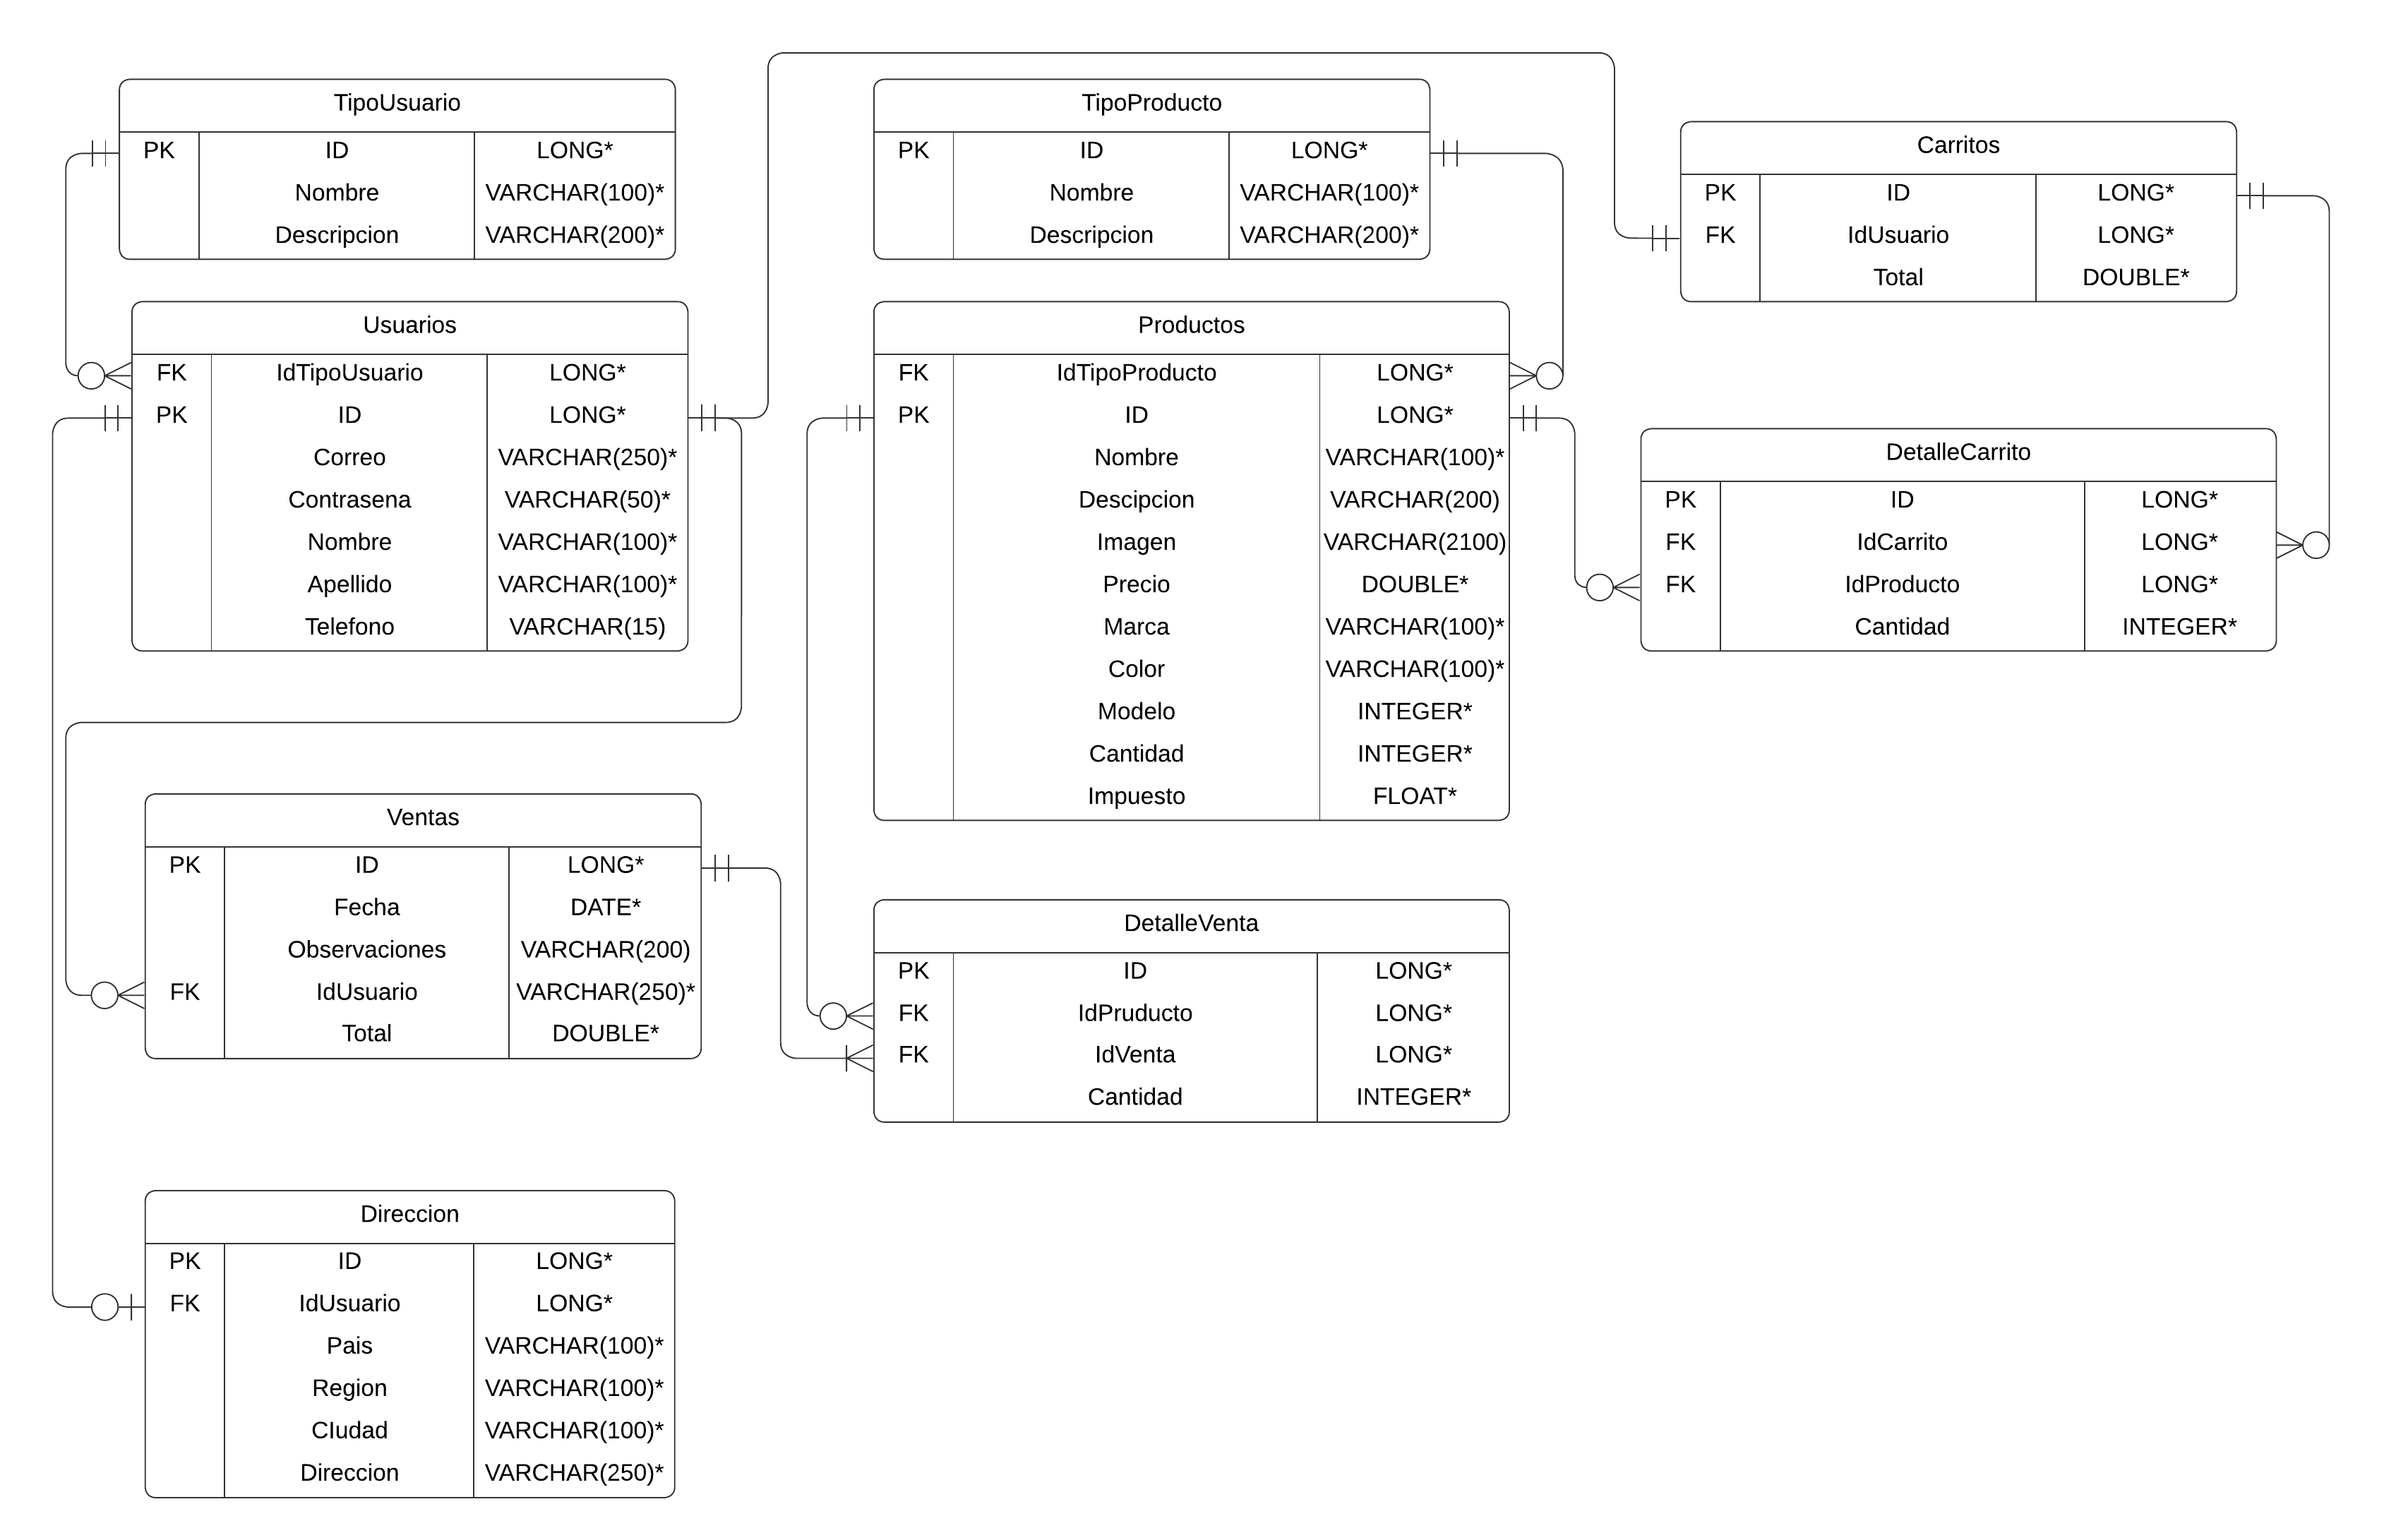 TipoUsuario
PK ID LONG*
Nombre VARCHAR(100)*
Descripcion VARCHAR(200)*
Usuarios
FK IdTipoUsuario LONG*
PK ID LONG*
Correo VARCHAR(250)*
Contrasena VARCHAR(50)*
Nombre VARCHAR(100)*
Apellido VARCHAR(100)*
Telefono VARCHAR(15)
Ventas
PK ID LONG*
Fecha DATE*
Observaciones VARCHAR(200)
FK IdUsuario VARCHAR(250)*
Total DOUBLE*
Direccion
PK ID LONG*
FK IdUsuario LONG*
Pais VARCHAR(100)*
Region VARCHAR(100)*
CIudad VARCHAR(100)*
Direccion VARCHAR(250)*
TipoProducto
PK ID LONG*
Nombre VARCHAR(100)*
Descripcion VARCHAR(200)*
Productos
FK IdTipoProducto LONG*
PK ID LONG*
Nombre VARCHAR(100)*
Descipcion VARCHAR(200)
Imagen VARCHAR(2100)
Precio DOUBLE*
Marca VARCHAR(100)*
Color VARCHAR(100)*
Modelo INTEGER*
Cantidad INTEGER*
Impuesto FLOAT*
DetalleVenta
PK ID LONG*
FK IdPruducto LONG*
FK IdVenta LONG*
Cantidad INTEGER*
Carritos
PK ID LONG*
FK IdUsuario LONG*
Total DOUBLE*
DetalleCarrito
PK ID LONG*
FK IdCarrito LONG*
FK IdProducto LONG*
Cantidad INTEGER*